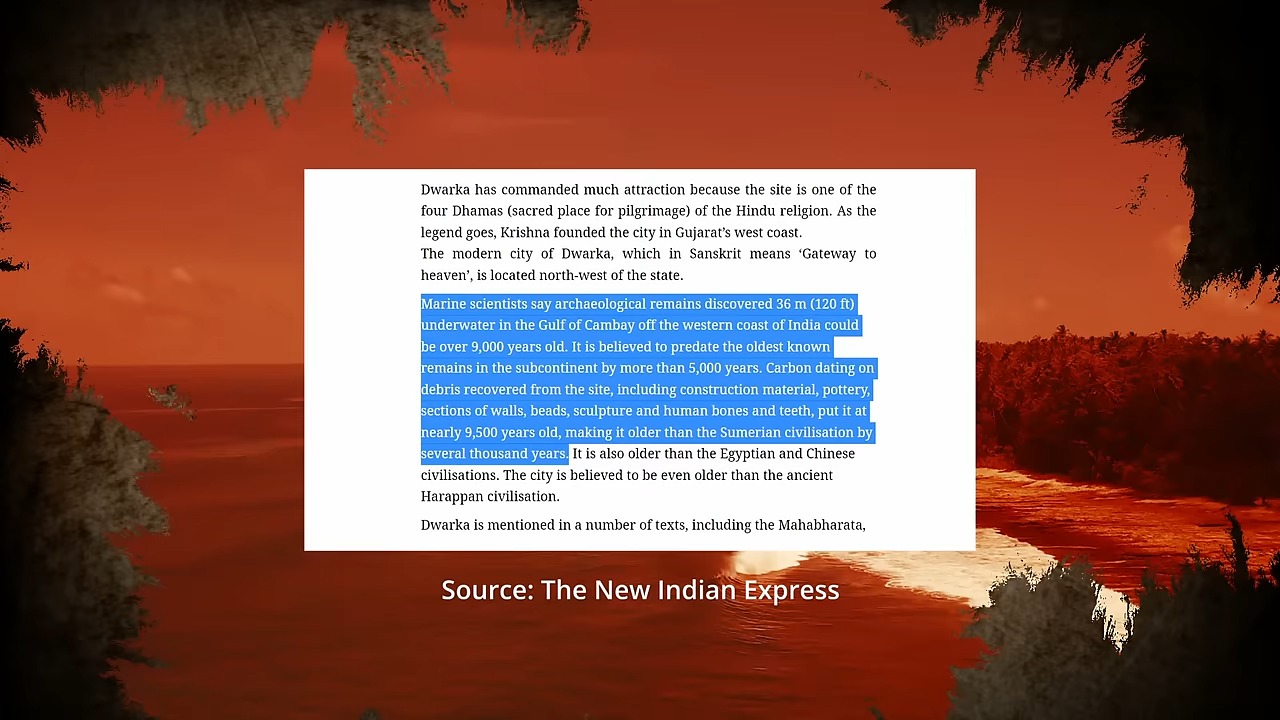 Dwarka has commanded much attraction because the site is one of the
four Dhamas (sacred place for pilgrimage) of the Hindu religion. As the
legend goes, Krishna founded the city in Gujarat’s west coast.
The modern city of Dwarka, which in Sanskrit means ‘Gateway to
heaven’, is located north-west of the state.
Marine scientists say archaeological remains discovered 36 m (120 ft)
underwater in the Gulf of Cambay off the western coast of India could
be over 9,000 years old. It is believed to predate the oldest known
remains in the subcontinent by more than 5,000 years. Carbon dating on
debris recovered from the site, including construction material, pottery,
sections of walls, beads, sculpture and human bones and teeth, put it at
nearly 9,500 years old, making it older than the Sumerian civilisation by
several thousand years. It is also older than the Egyptian and Chinese
civilisations. The city is believed to be even older than the ancient
Harappan civilisation.
Dwarka is mentioned in a number of texts, including the Mahabharata,
Source: The New Indian Express